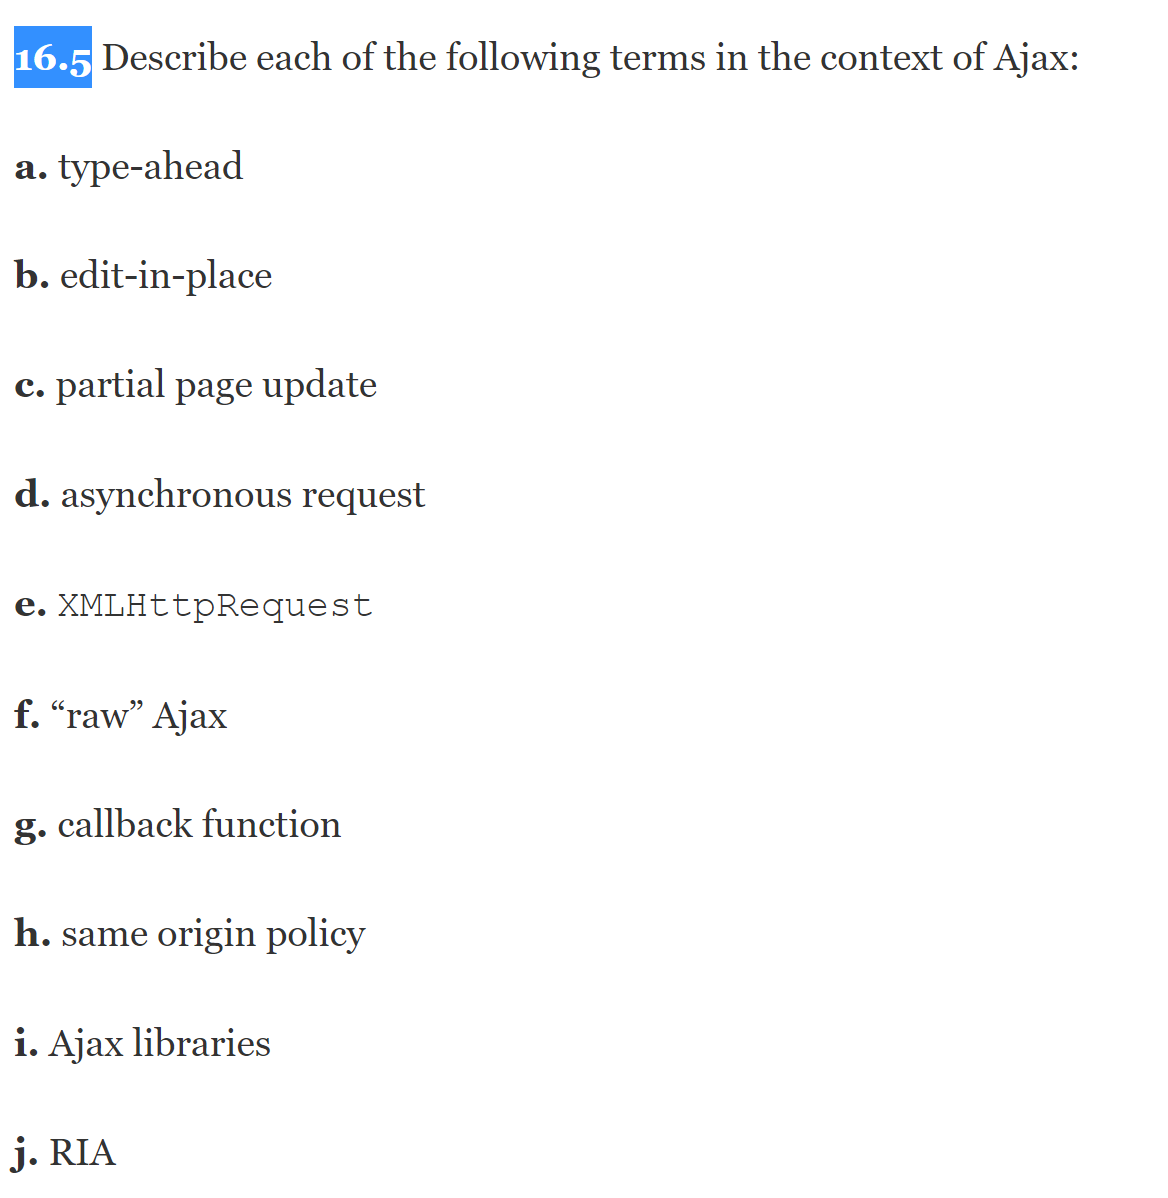 16.5 Describe each of the following terms in the context of Ajax:
a. type-ahead
b. edit-in-place
c. partial page update
d. asynchronous request
e. XMLHttpRequest
f. “raw” Ajax
g. callback function
h. same origin policy
i. Ajax libraries
j. RIA